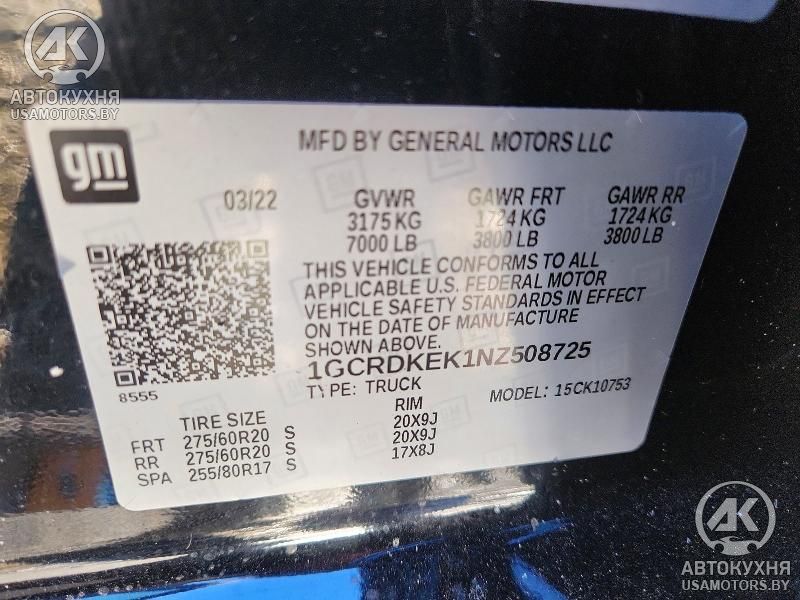 AK
АВТОКУХНЯ
USAMOTORS.BY
gm
MFD BY GENERAL MOTORS LLC
03/22 GVWR GAWR FRT GAWR RR
3175 KG 1724 KG 1724 KG
7000 LB 3800 LB 3800 LB
THIS VEHICLE CONFORMS TO ALL
APPLICABLE U.S. FEDERAL MOTOR
VEHICLE SAFETY STANDARDS IN EFFECT
ON THE DATE OF MANUFACTURE
SHOWN ABOVE.
1GCRDKEK1NZ508725
8555
TYPE: TRUCK MODEL: 15CK10753
TIRE SIZE RIM
FRT 275/60R20 S 20X9J
RR 275/60R20 S 20X9J
SPA 255/80R17 S 17X8J
AK
АВТОКУХНЯ
USAMOTORS.BY